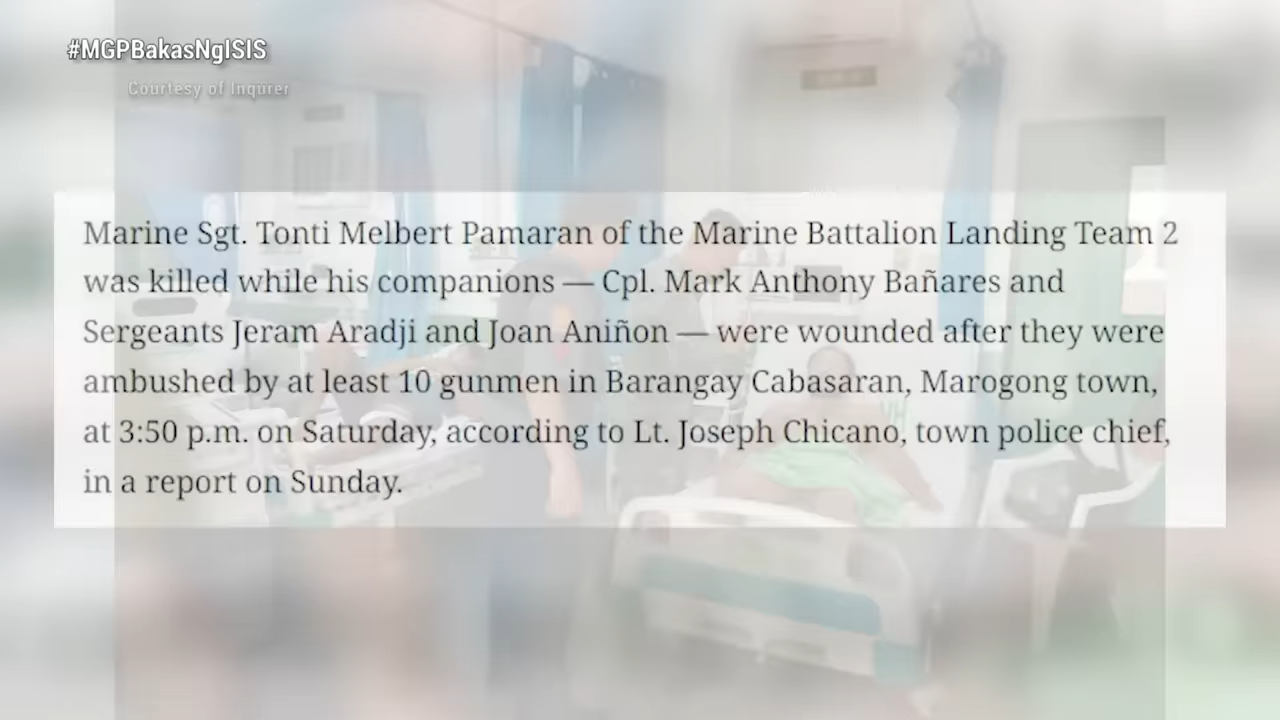 #MGPBakasNgISIS
Courtesy of Inqurer
Marine Sgt. Tonti Melbert Pamaran of the Marine Battalion Landing Team 2
was killed while his companions — Cpl. Mark Anthony Bañares and
Sergeants Jeram Aradji and Joan Aniñon — were wounded after they were
ambushed by at least 10 gunmen in Barangay Cabasaran, Marogong town,
at 3:50 p.m. on Saturday, according to Lt. Joseph Chicano, town police chief,
in a report on Sunday.